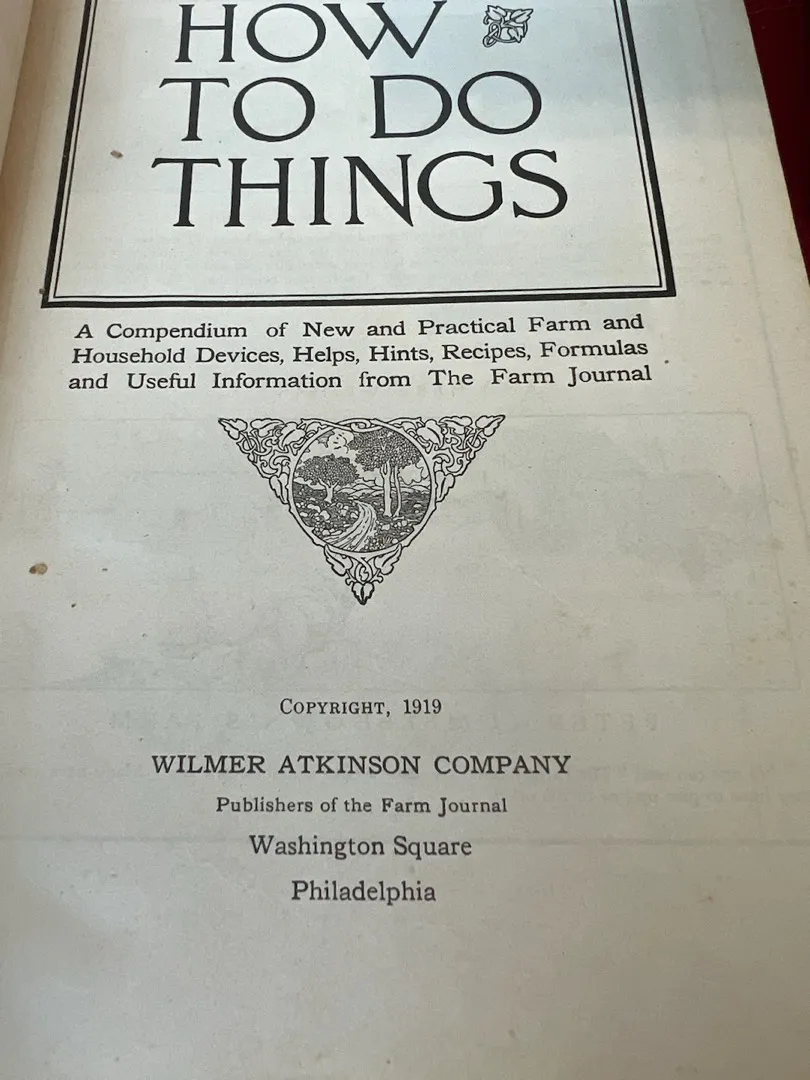 HOW
TO DO
THINGS
A Compendium of New and Practical Farm and
Household Devices, Helps, Hints, Recipes, Formulas
and Useful Information from The Farm Journal
COPYRIGHT, 1919
WILMER ATKINSON COMPANY
Publishers of the Farm Journal
Washington Square
Philadelphia